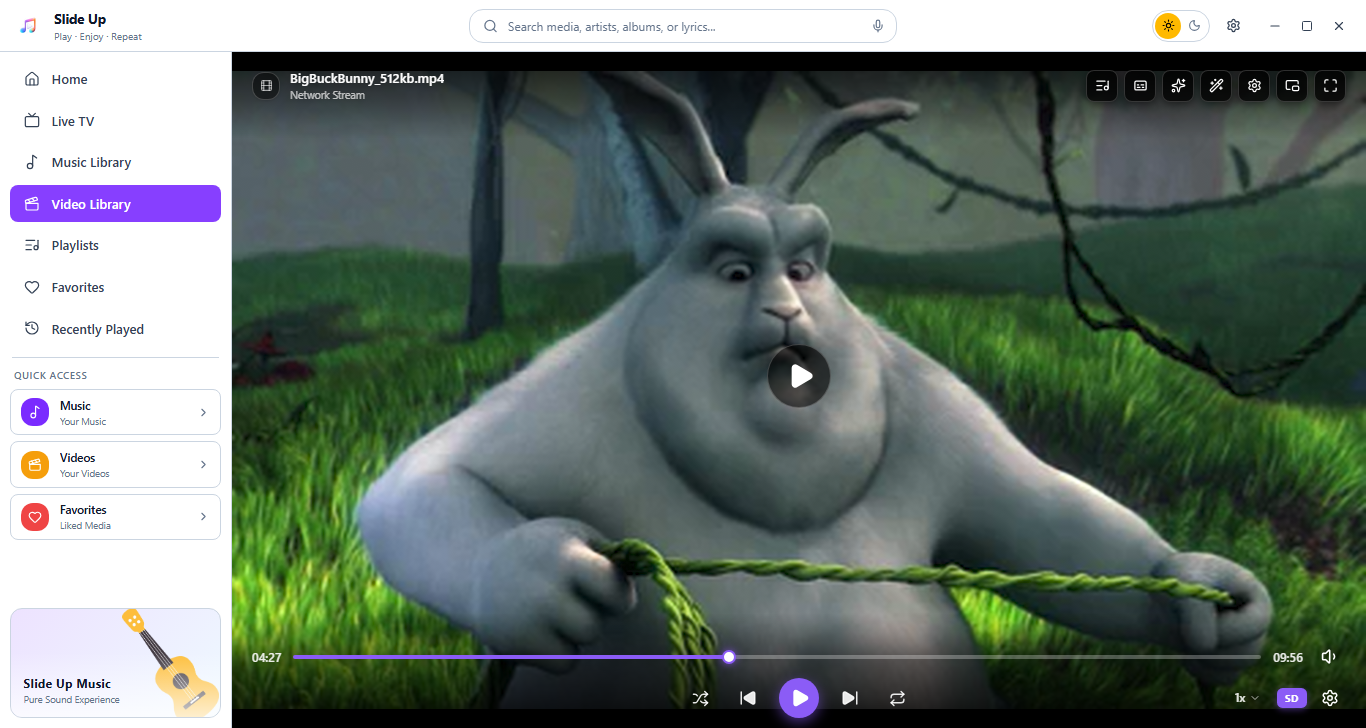 Slide Up
Play · Enjoy · Repeat
Search media, artists, albums, or lyrics...
Home
Live TV
Music Library
Video Library
Playlists
Favorites
Recently Played
QUICK ACCESS
Music
Your Music
Videos
Your Videos
Favorites
Liked Media
Slide Up Music
Pure Sound Experience
BigBuckBunny_512kb.mp4
Network Stream
04:27
09:56
1x
SD